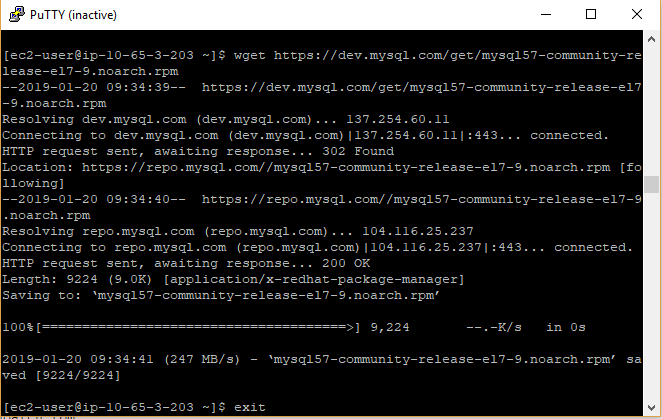 PuTTY (inactive)
[ec2-user@ip-10-65-3-203 ~]$ wget https://dev.mysql.com/get/mysql57-community-re
lease-el7-9.noarch.rpm
--2019-01-20 09:34:39--  https://dev.mysql.com/get/mysql57-community-release-el7
-9.noarch.rpm
Resolving dev.mysql.com (dev.mysql.com)... 137.254.60.11
Connecting to dev.mysql.com (dev.mysql.com)|137.254.60.11|:443... connected.
HTTP request sent, awaiting response... 302 Found
Location: https://repo.mysql.com//mysql57-community-release-el7-9.noarch.rpm [fo
llowing]
--2019-01-20 09:34:40--  https://repo.mysql.com//mysql57-community-release-el7-9
.noarch.rpm
Resolving repo.mysql.com (repo.mysql.com)... 104.116.25.237
Connecting to repo.mysql.com (repo.mysql.com)|104.116.25.237|:443... connected.
HTTP request sent, awaiting response... 200 OK
Length: 9224 (9.0K) [application/x-redhat-package-manager]
Saving to: ‘mysql57-community-release-el7-9.noarch.rpm’
100%[======================================>] 9,224       --.-K/s   in 0s
2019-01-20 09:34:41 (247 MB/s) - ‘mysql57-community-release-el7-9.noarch.rpm’ sa
ved [9224/9224]
[ec2-user@ip-10-65-3-203 ~]$ exit